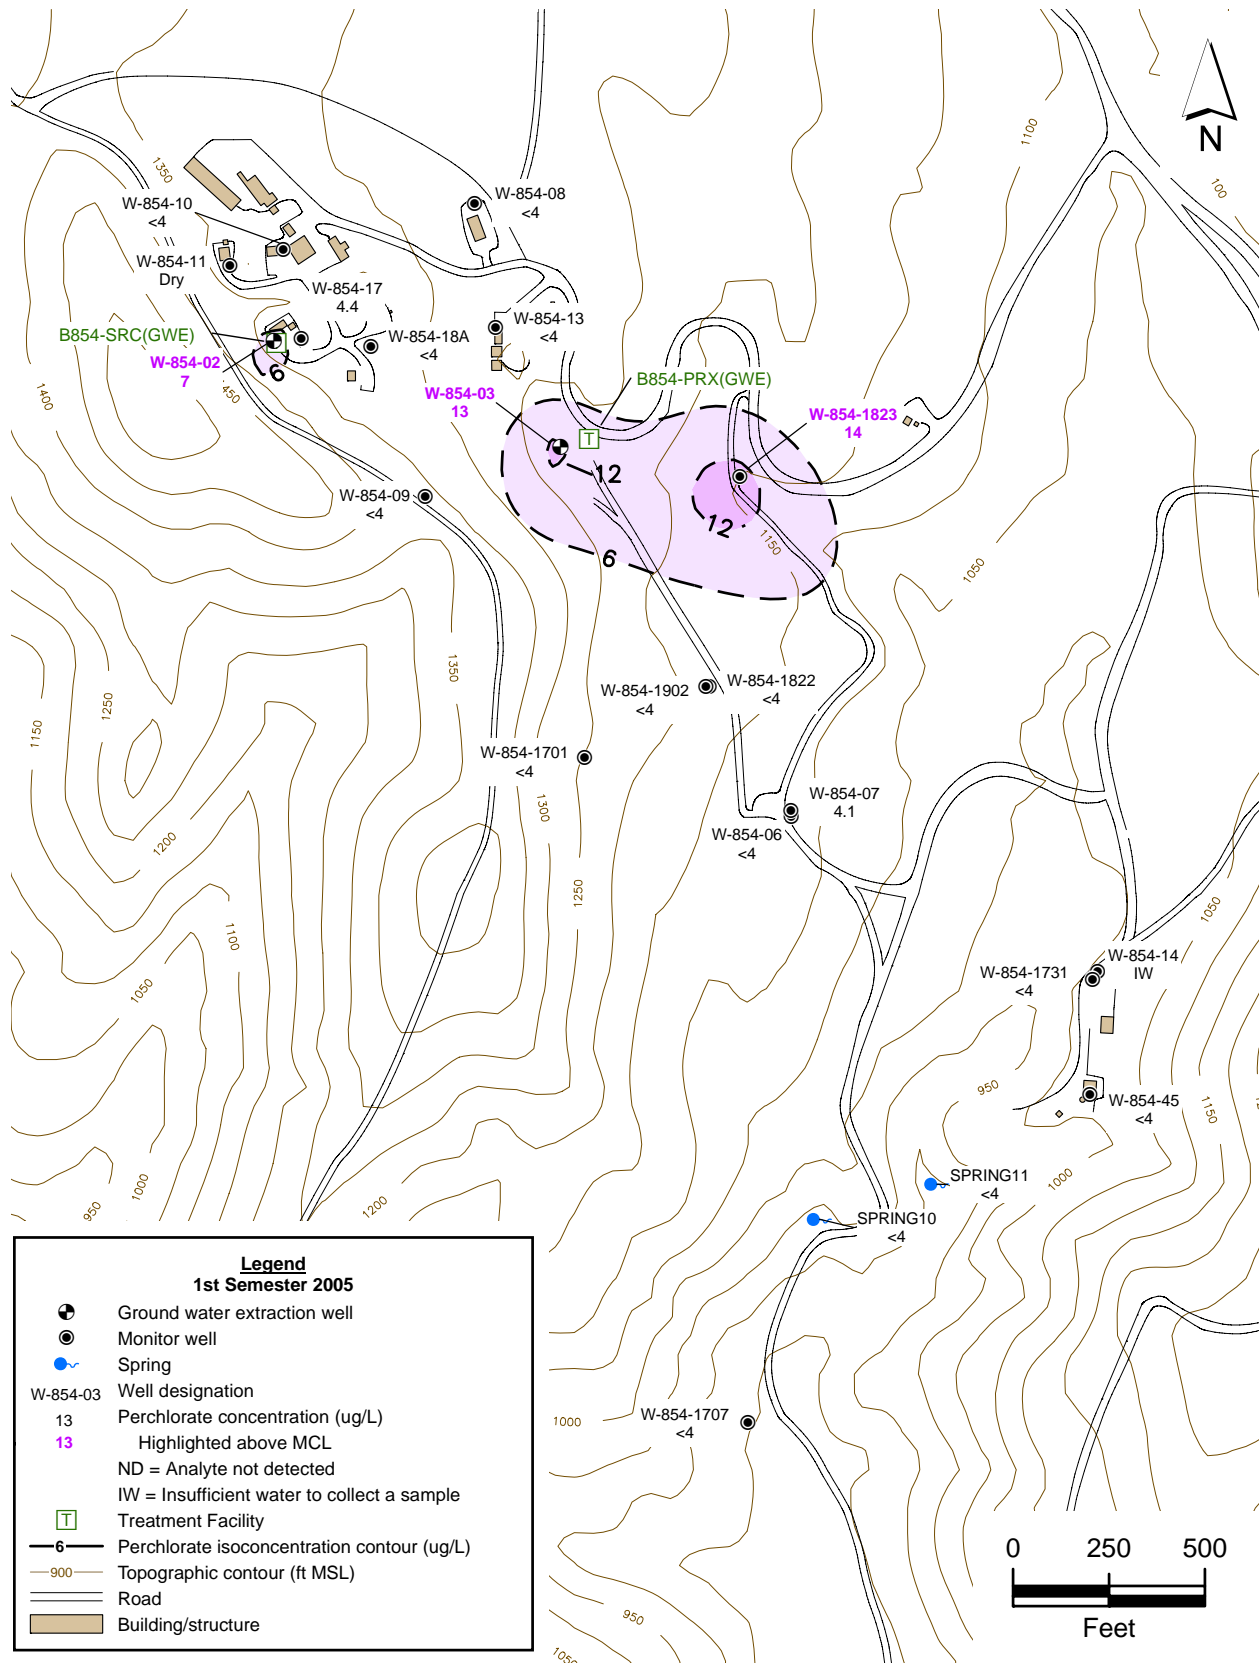 N
1350
1100
100
W-854-08
<4
W-854-10
<4
W-854-11
Dry
W-854-17
4.4
B854-SRC(GWE)
W-854-18A
<4
W-854-13
<4
W-854-02
7
6
450
1400
B854-PRX(GWE)
W-854-03
13
W-854-1823
14
12
12
W-854-09
<4
1150
6
1050
1350
W-854-1902
<4
W-854-1822
<4
1250
1150
W-854-1701
<4
1300
W-854-07
4.1
W-854-06
<4
1200
1250
1100
1050
1050
W-854-14
IW
W-854-1731
<4
950
W-854-45
<4
1150
1000
950
1200
SPRING11
<4
1000
SPRING10
<4
Legend
1st Semester 2005
Ground water extraction well
Monitor well
Spring
W-854-03 Well designation
13 Perchlorate concentration (ug/L)
13 Highlighted above MCL
ND = Analyte not detected
IW = Insufficient water to collect a sample
T Treatment Facility
6 Perchlorate isoconcentration contour (ug/L)
900 Topographic contour (ft MSL)
Road
Building/structure
1000
W-854-1707
<4
950
1050
0 250 500
Feet
T